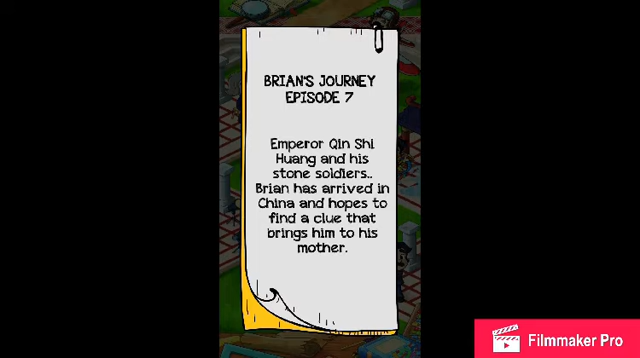 BRIAN'S JOURNEY
EPISODE 7
Emperor Qin Shi
Huang and his
stone soldiers..
Brian has arrived in
China and hopes to
find a clue that
brings him to his
mother.
Filmmaker Pro